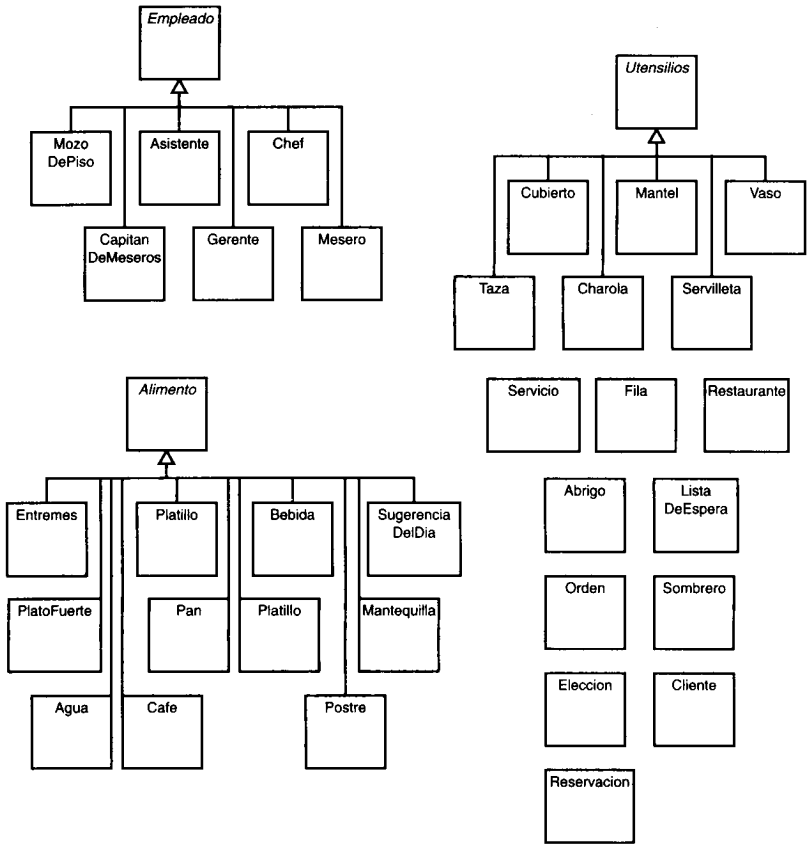 Empleado
Mozo
DePiso
Asistente
Chef
Capitan
DeMeseros
Gerente
Mesero
Utensilios
Cubierto
Mantel
Vaso
Taza
Charola
Servilleta
Servicio
Fila
Restaurante
Alimento
Entremes
Platillo
Bebida
Sugerencia
DelDia
PlatoFuerte
Pan
Platillo
Mantequilla
Agua
Cafe
Postre
Abrigo
Lista
DeEspera
Orden
Sombrero
Eleccion
Cliente
Reservacion